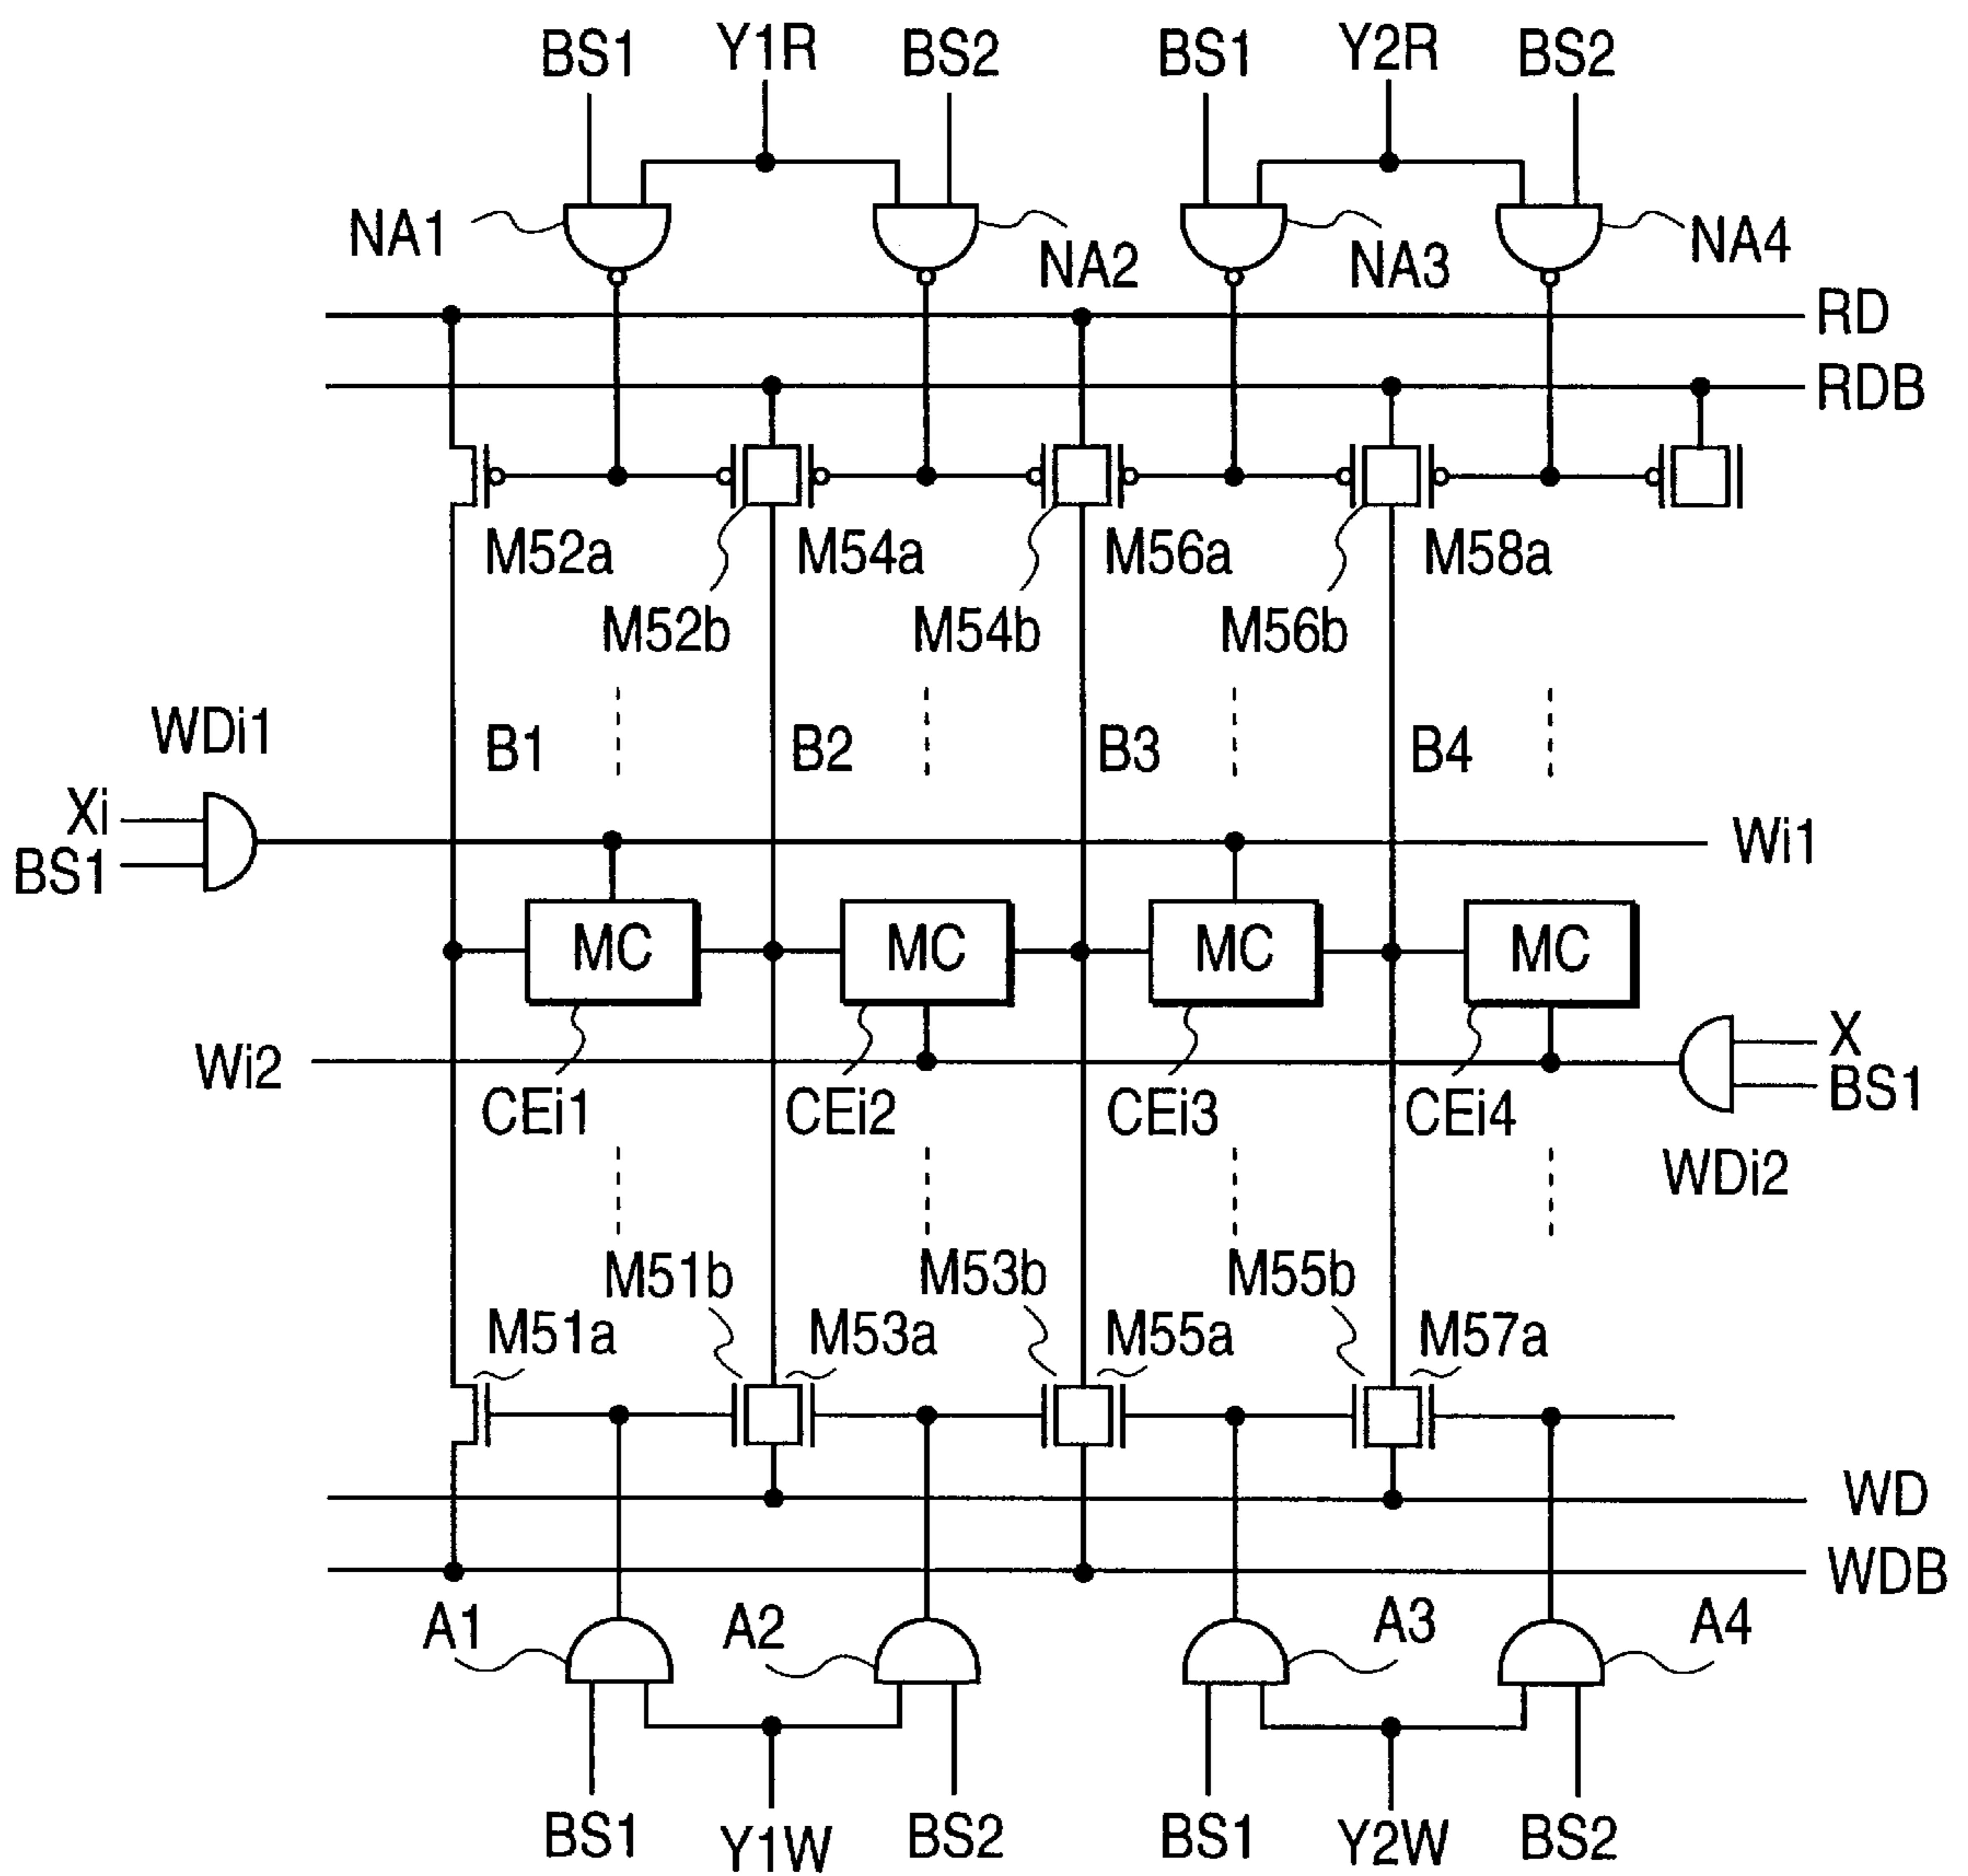 BS1 Y1R BS2 BS1 Y2R BS2
NA1 NA2 NA3 NA4
RD
RDB
M52a M54a M56a M58a
M52b M54b M56b
WDi1 B1 B2 B3 B4
Xi
BS1
Wi1
MC MC MC MC
Wi2
X
BS1
CEi1 CEi2 CEi3 CEi4
WDi2
M51b M53b M55b
M51a M53a M55a M57a
WD
WDB
A1 A2 A3 A4
BS1 Y1W BS2 BS1 Y2W BS2